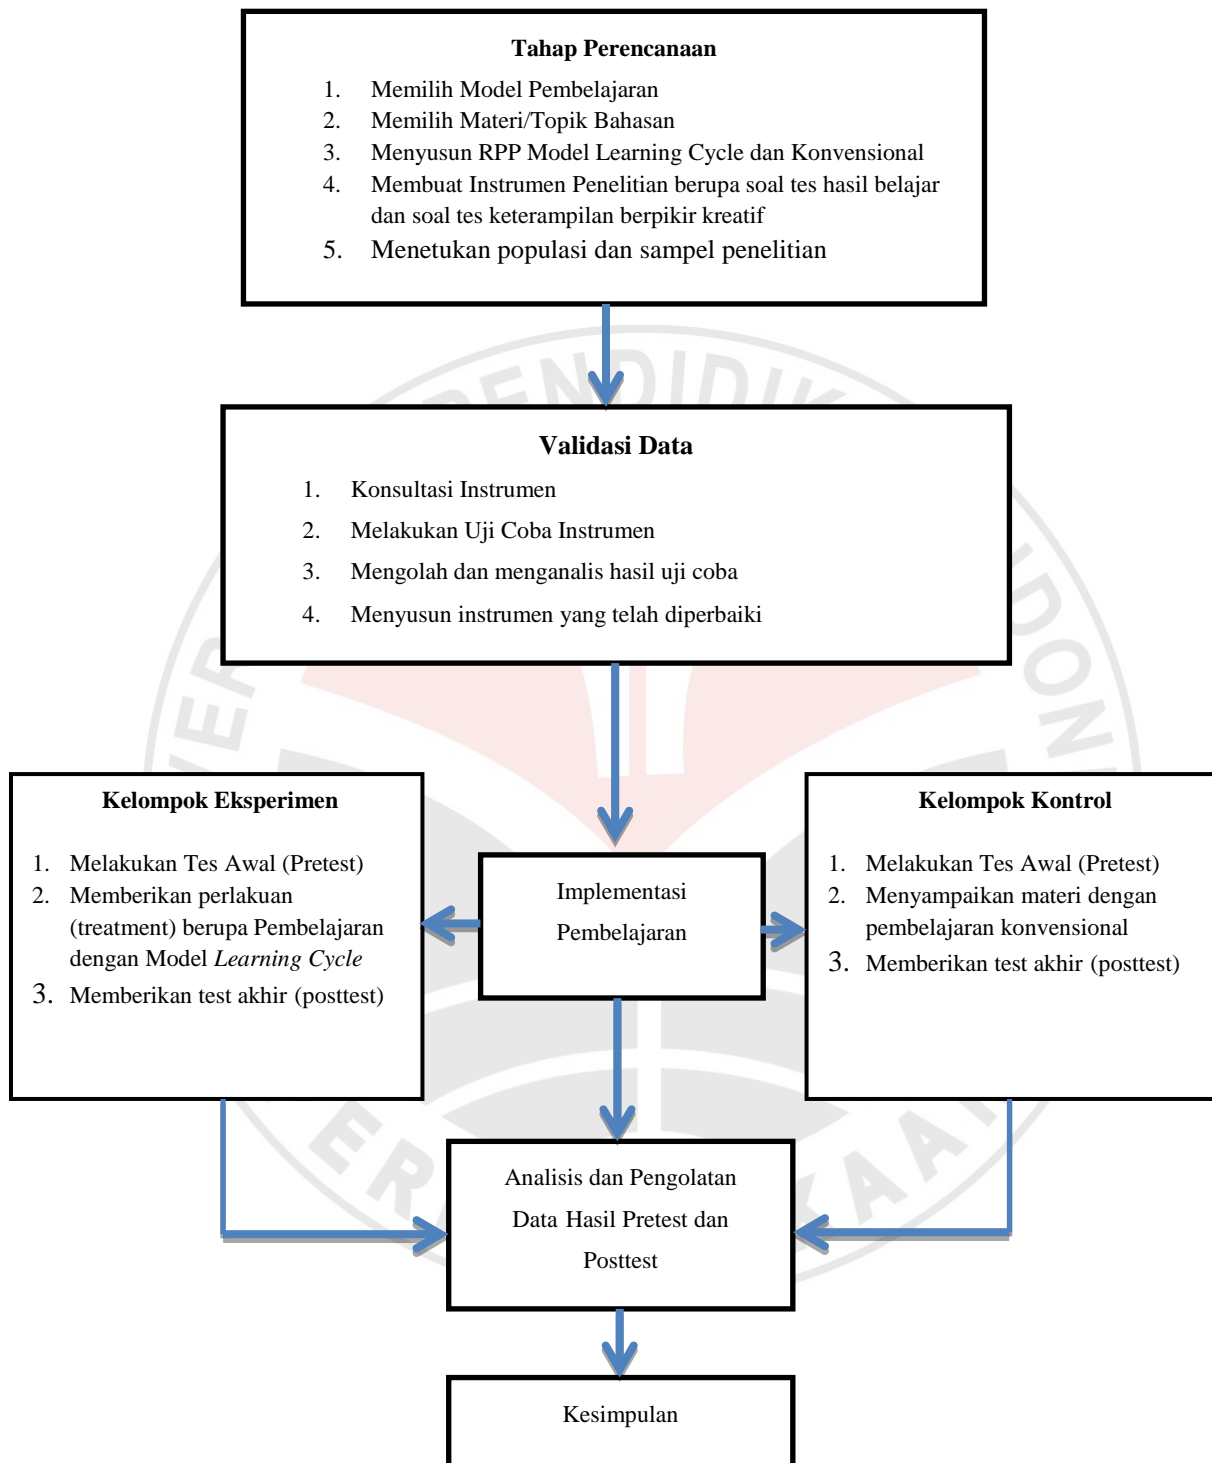 Tahap Perencanaan
1. Memilih Model Pembelajaran
2. Memilih Materi/Topik Bahasan
3. Menyusun RPP Model Learning Cycle dan Konvensional
4. Membuat Instrumen Penelitian berupa soal tes hasil belajar
dan soal tes keterampilan berpikir kreatif
5. Menetukan populasi dan sampel penelitian
Validasi Data
1. Konsultasi Instrumen
2. Melakukan Uji Coba Instrumen
3. Mengolah dan menganalis hasil uji coba
4. Menyusun instrumen yang telah diperbaiki
Kelompok Eksperimen
1. Melakukan Tes Awal (Pretest)
2. Memberikan perlakuan
(treatment) berupa Pembelajaran
dengan Model Learning Cycle
3. Memberikan test akhir (posttest)
Implementasi
Pembelajaran
Kelompok Kontrol
1. Melakukan Tes Awal (Pretest)
2. Menyampaikan materi dengan
pembelajaran konvensional
3. Memberikan test akhir (posttest)
Analisis dan Pengolatan
Data Hasil Pretest dan
Posttest
Kesimpulan